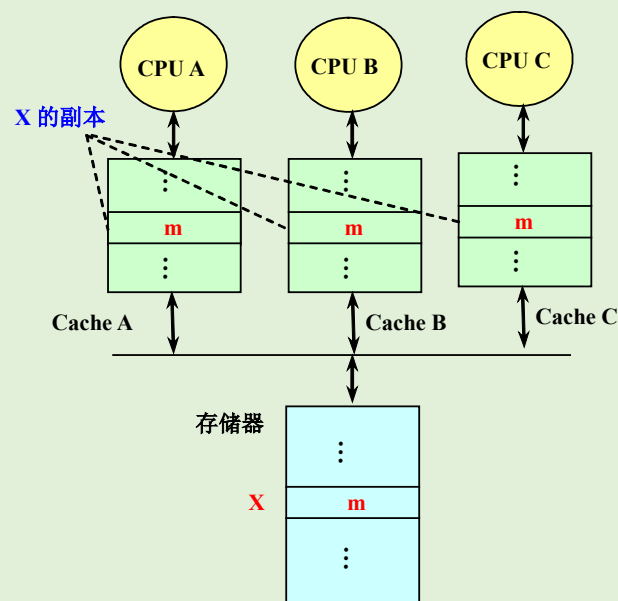 CPU A
CPU B
CPU C
X 的副本
⋮
⋮
⋮
m
m
m
⋮
⋮
⋮
Cache A
Cache B
Cache C
存储器
⋮
X
m
⋮